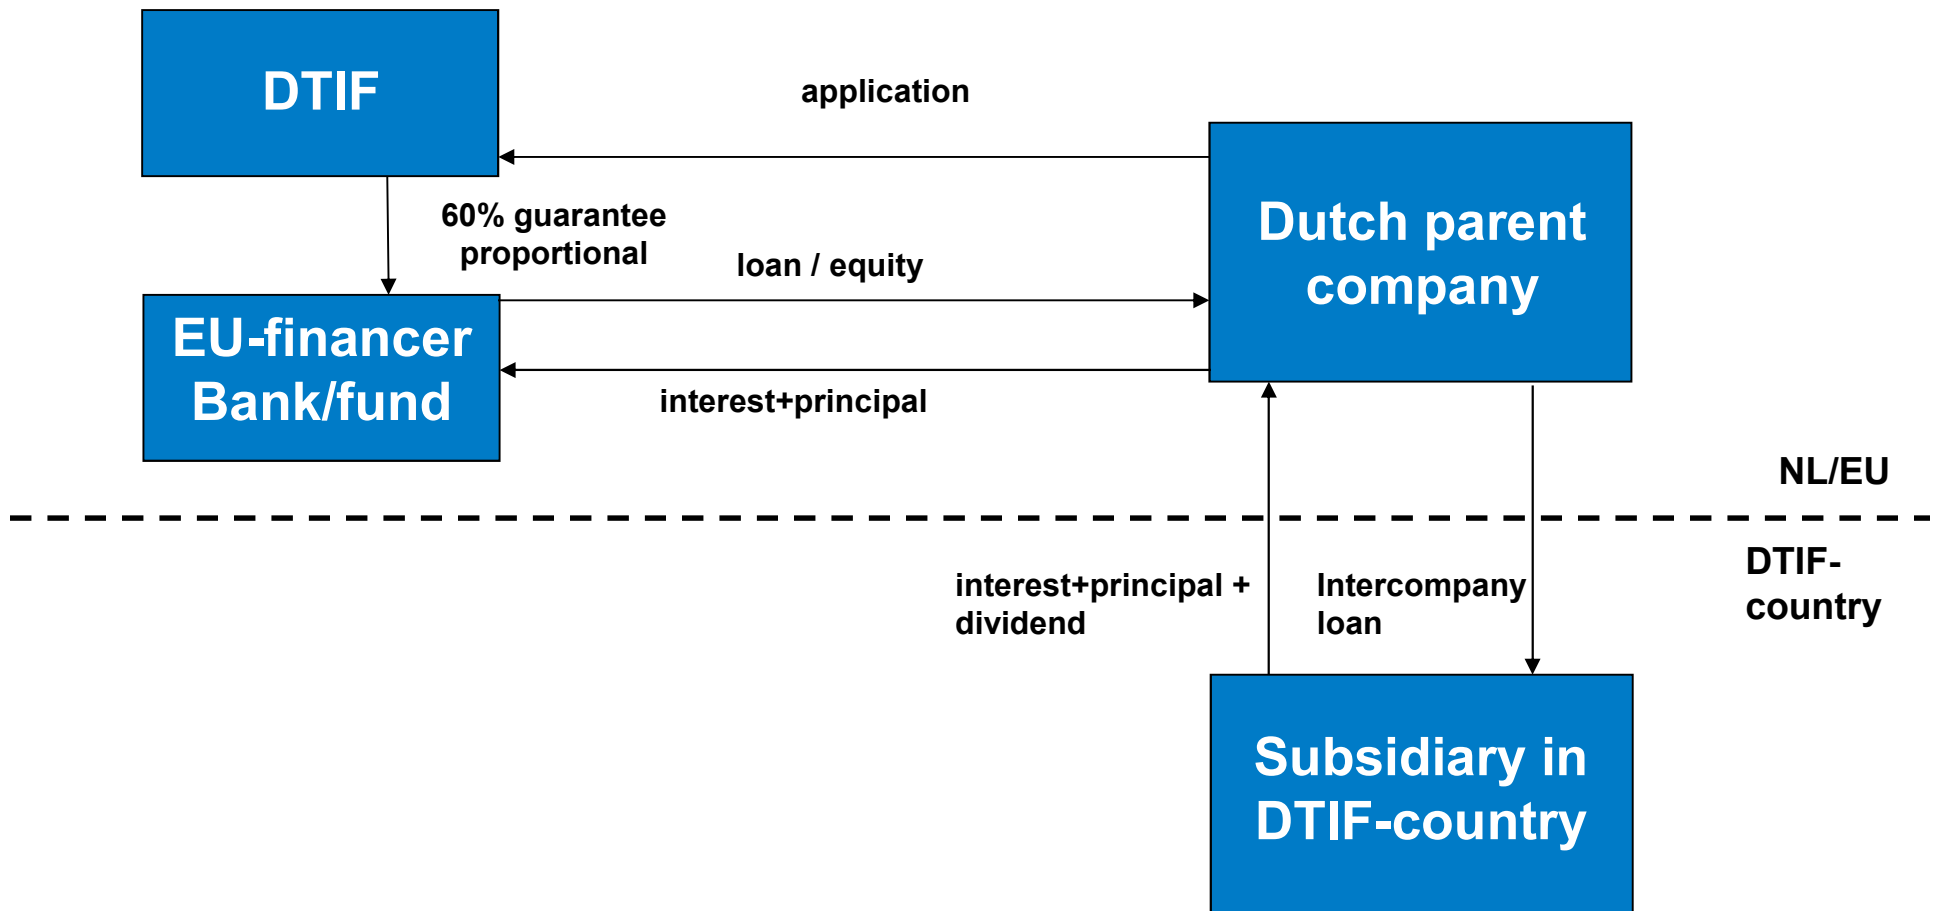 DTIF
application
60% guarantee
proportional
Dutch parent
company
loan / equity
EU-financer
Bank/fund
interest+principal
NL/EU
DTIF-
country
interest+principal +
dividend
Intercompany
loan
Subsidiary in
DTIF-country